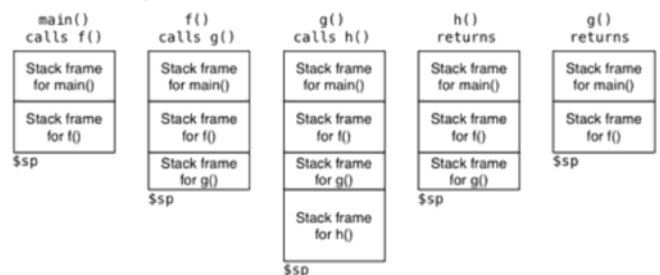 main()
calls f()
Stack frame
for main()
Stack frame
for f()
$sp
f()
calls g()
Stack frame
for main()
Stack frame
for f()
Stack frame
for g()
$sp
g()
calls h()
Stack frame
for main()
Stack frame
for f()
Stack frame
for g()
Stack frame
for h()
$sp
h()
returns
Stack frame
for main()
Stack frame
for f()
Stack frame
for g()
$sp
g()
returns
Stack frame
for main()
Stack frame
for f()
$sp